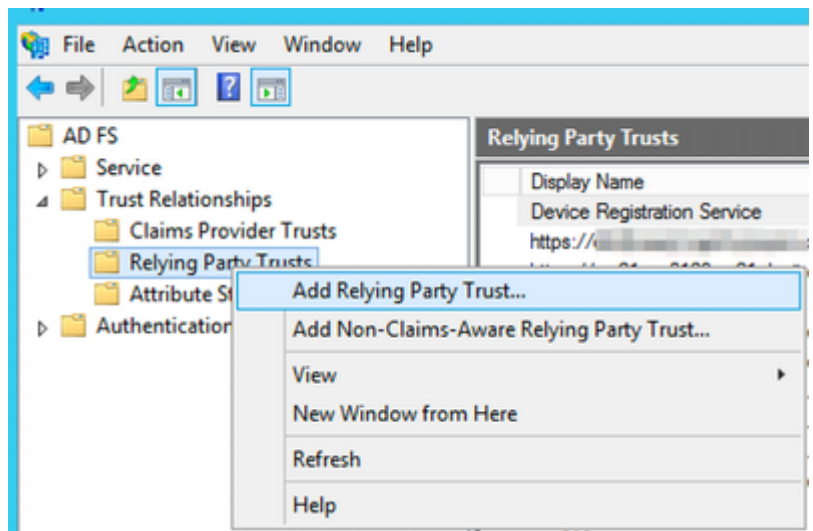 File Action View Window Help
AD FS
Service
Trust Relationships
Claims Provider Trusts
Relying Party Trusts
Attribute St
Authentication
Relying Party Trusts
Display Name
Device Registration Service
https://
Add Relying Party Trust...
Add Non-Claims-Aware Relying Party Trust...
View
New Window from Here
Refresh
Help